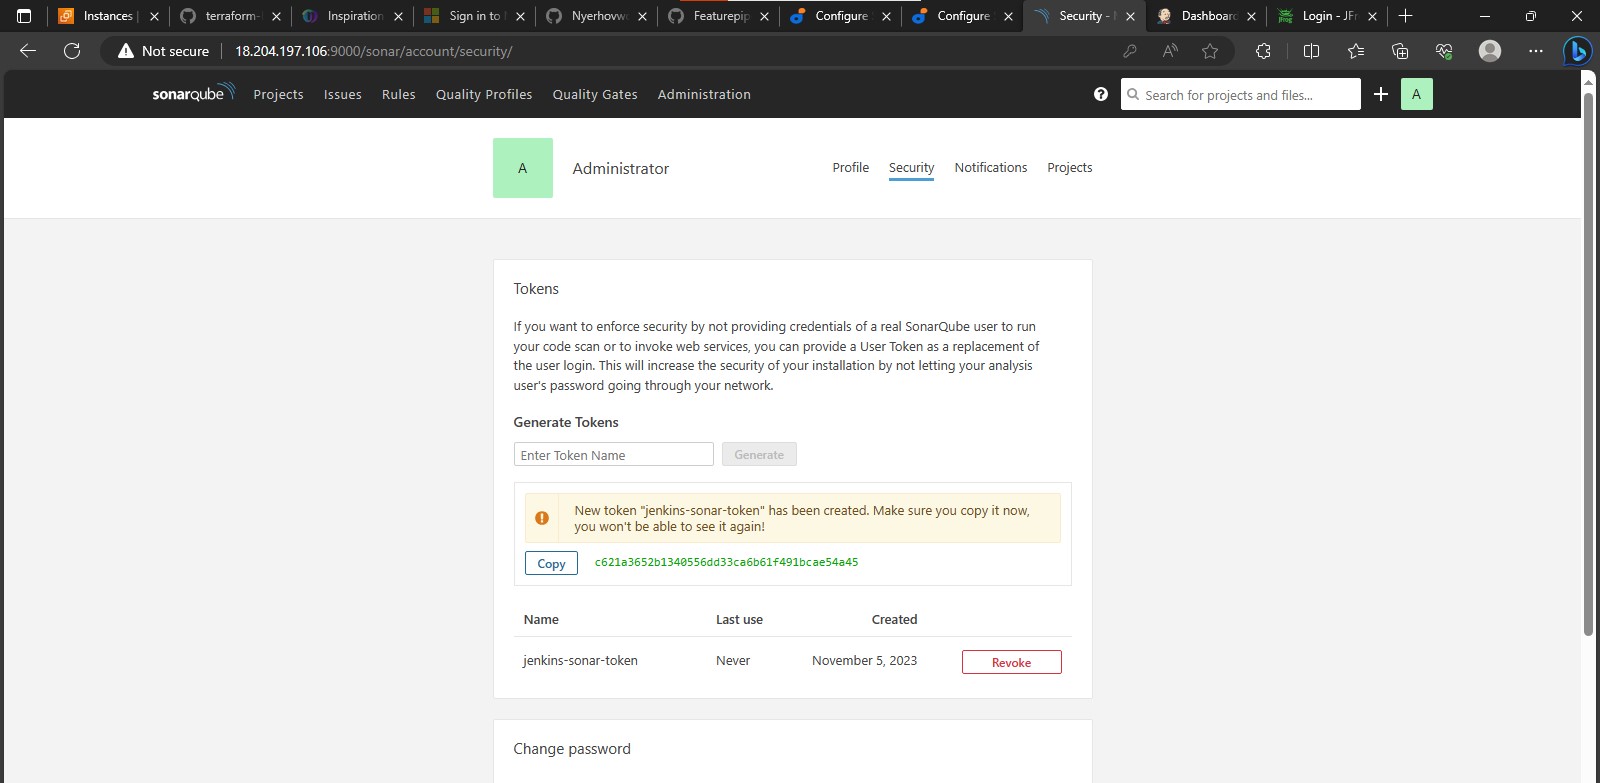 Instances | terraform- Inspiration Sign in to Nyerhovw Featurepip Configure Configure Security - Dashboard Login - JFr
Not secure 18.204.197.106:9000/sonar/account/security/
sonarqube Projects Issues Rules Quality Profiles Quality Gates Administration ? Search for projects and files... A
A Administrator Profile Security Notifications Projects
Tokens
If you want to enforce security by not providing credentials of a real SonarQube user to run
your code scan or to invoke web services, you can provide a User Token as a replacement of
the user login. This will increase the security of your installation by not letting your analysis
user's password going through your network.
Generate Tokens
Enter Token Name Generate
New token "jenkins-sonar-token" has been created. Make sure you copy it now,
you won't be able to see it again!
Copy c621a3652b1340556dd33ca6b61f491bcae54a45
Name Last use Created
jenkins-sonar-token Never November 5, 2023 Revoke
Change password